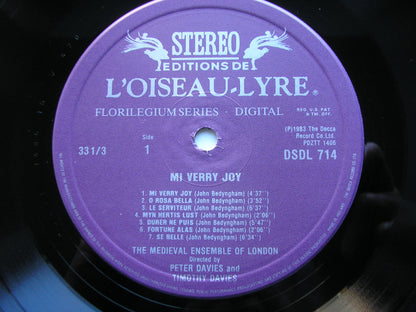 STEREO
EDITIONS DE
L'OISEAU-LYRE ®
REG. U.S. PAT
& TM. OFF.
FLORILEGIUM SERIES · DIGITAL
(P)1983 The Decca
Record Co. Ltd.
PDZTT 1406
Side
33 1/3 1 DSDL 714
MI VERRY JOY
1. MI VERRY JOY (John Bedyngham) (4'37")
2. O ROSA BELLA (John Bedyngham) (3'52")
3. LE SERVITEUR (John Bedyngham) (6'17")
4. MYN HERTIS LUST (John Bedyngham) (2'06")
5. DURER NE PUIS (John Bedyngham) (5'47")
6. FORTUNE ALAS (John Bedyngham) (2'06")
7. SE BELLE (John Bedyngham) (6'34")
THE MEDIEVAL ENSEMBLE OF LONDON
Directed by
PETER DAVIES and
TIMOTHY DAVIES